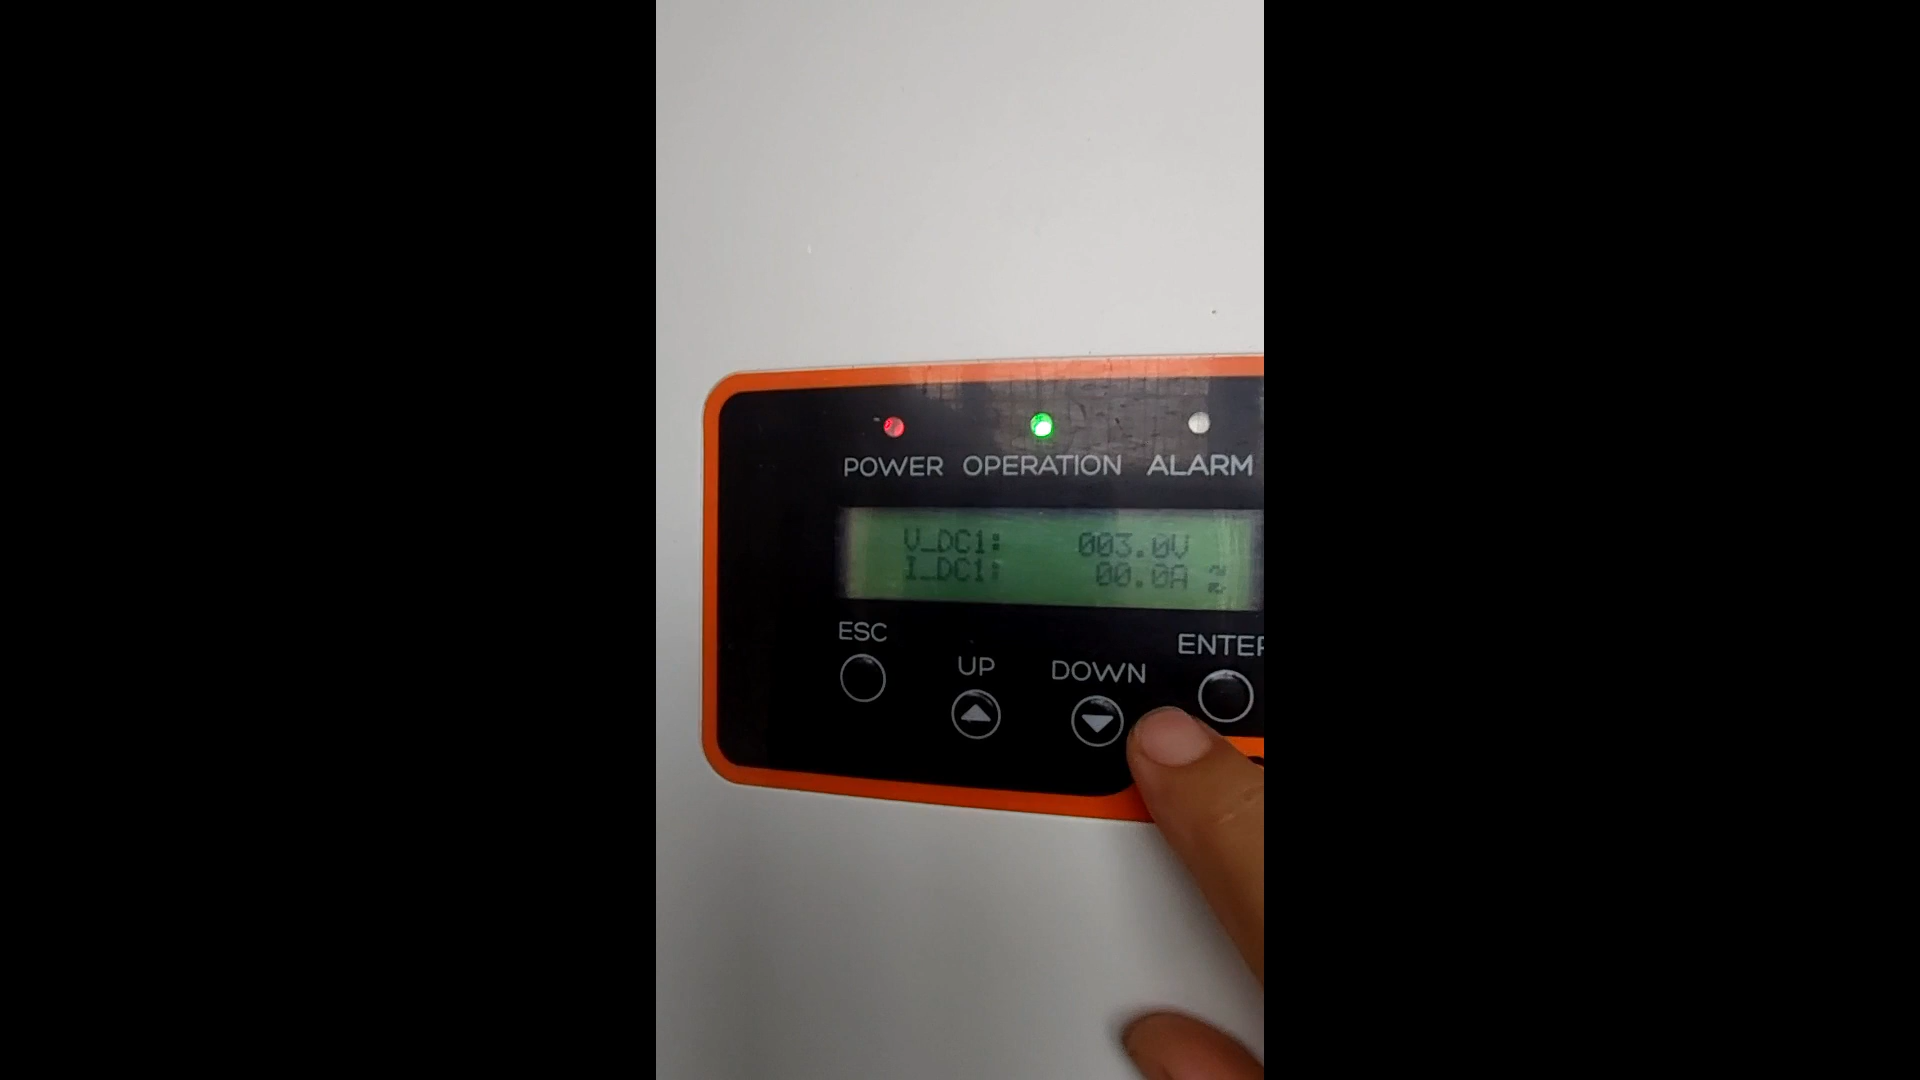 POWER OPERATION ALARM
V_DC1: 003.0V
I_DC1: 00.0A
ESC UP DOWN ENTER